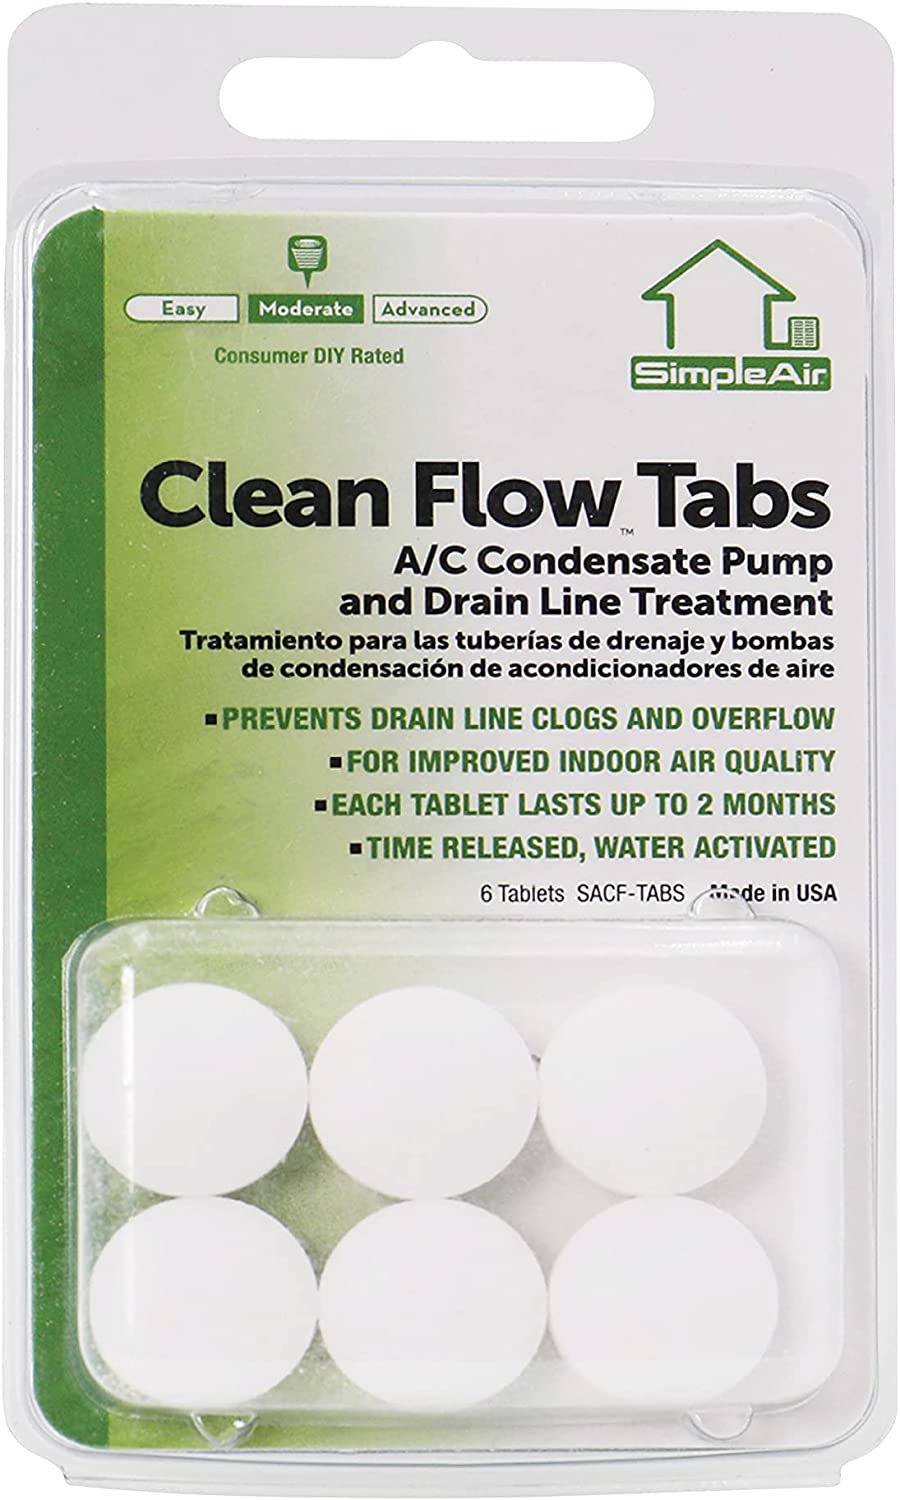 Easy Moderate Advanced
Consumer DIY Rated
SimpleAir
Clean Flow™ Tabs
A/C Condensate Pump
and Drain Line Treatment
Tratamiento para las tuberías de drenaje y bombas
de condensación de acondicionadores de aire
▪PREVENTS DRAIN LINE CLOGS AND OVERFLOW
▪FOR IMPROVED INDOOR AIR QUALITY
▪EACH TABLET LASTS UP TO 2 MONTHS
▪TIME RELEASED, WATER ACTIVATED
6 Tablets SACF-TABS Made in USA